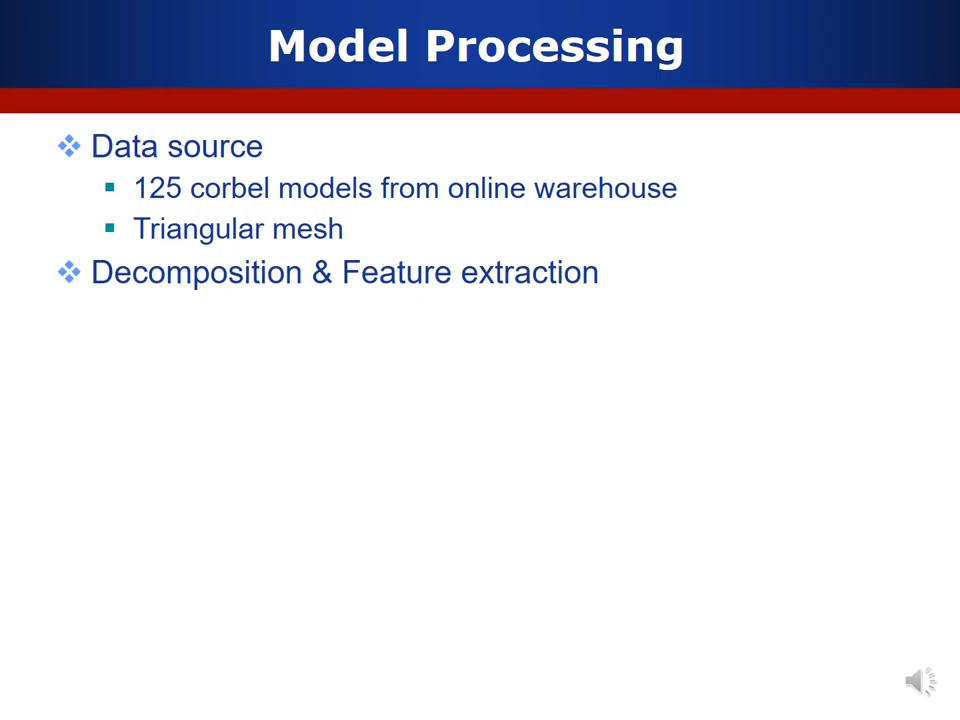 Model Processing
Data source
125 corbel models from online warehouse
Triangular mesh
Decomposition & Feature extraction